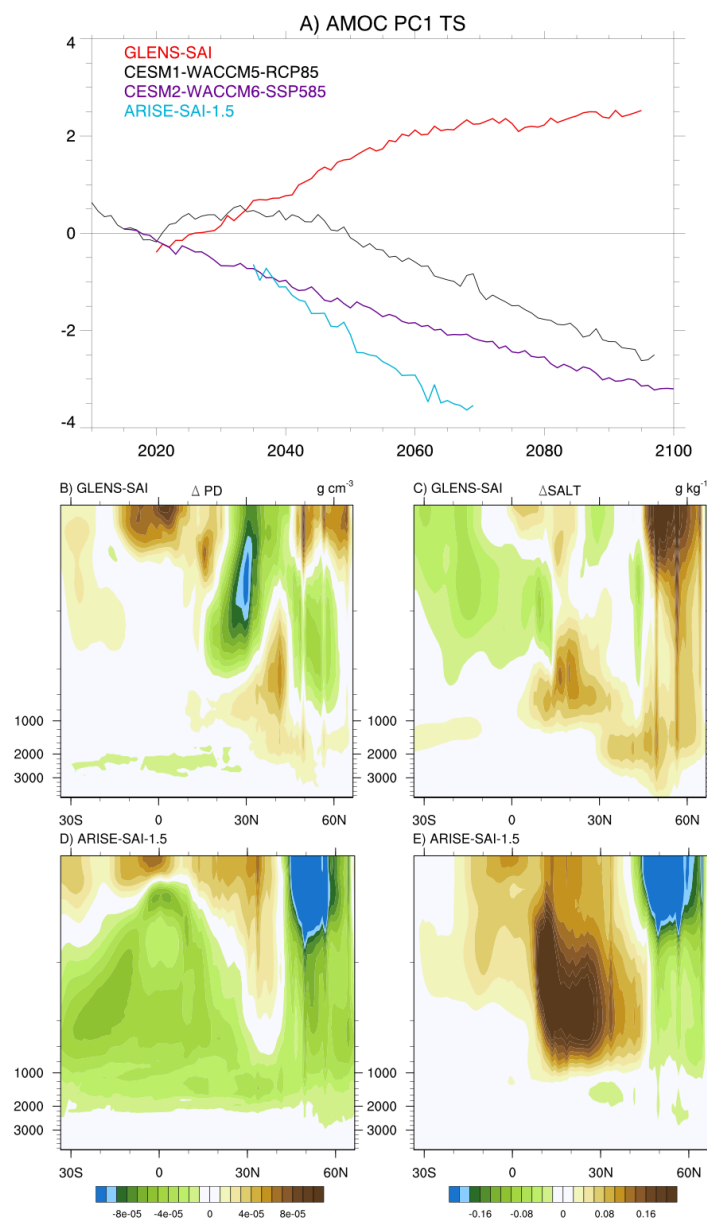 A) AMOC PC1 TS
4
GLENS-SAI
CESM1-WACCM5-RCP85
CESM2-WACCM6-SSP585
ARISE-SAI-1.5
2
0
-2
-4
2020 2040 2060 2080 2100
B) GLENS-SAI Δ PD g cm⁻³
C) GLENS-SAI ΔSALT g kg⁻¹
1000 1000
2000 2000
3000 3000
30S 0 30N 60N 30S 0 30N 60N
D) ARISE-SAI-1.5 E) ARISE-SAI-1.5
1000 1000
2000 2000
3000 3000
30S 0 30N 60N 30S 0 30N 60N
-8e-05 -4e-05 0 4e-05 8e-05 -0.16 -0.08 0 0.08 0.16